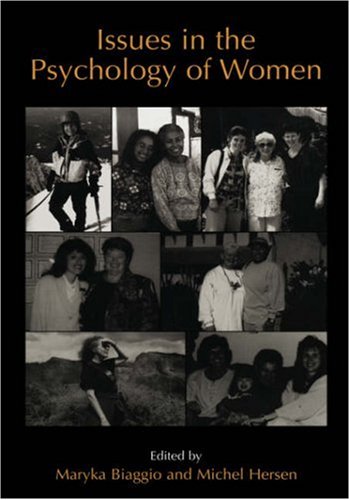 Issues in the
Psychology of Women
Edited by
Maryka Biaggio and Michel Hersen